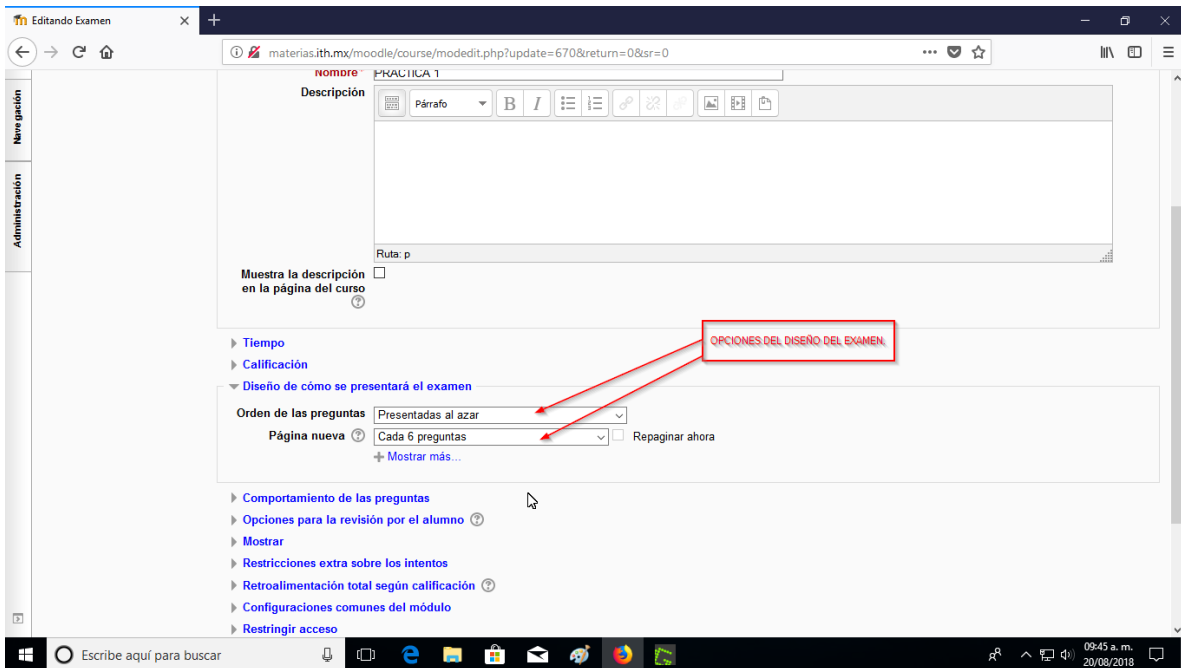 Editando Examen
materias.ith.mx/moodle/course/modedit.php?update=670&return=0&sr=0
Navegación
Administración
Nombre* PRÁCTICA 1
Descripción
Párrafo B I
Ruta: p
Muestra la descripción
en la página del curso
OPCIONES DEL DISEÑO DEL EXAMEN.
Tiempo
Calificación
Diseño de cómo se presentará el examen
Orden de las preguntas Presentadas al azar
Página nueva Cada 6 preguntas Repaginar ahora
Mostrar más...
Comportamiento de las preguntas
Opciones para la revisión por el alumno
Mostrar
Restricciones extra sobre los intentos
Retroalimentación total según calificación
Configuraciones comunes del módulo
Restringir acceso
Escribe aquí para buscar
09:45 a. m.
20/08/2018